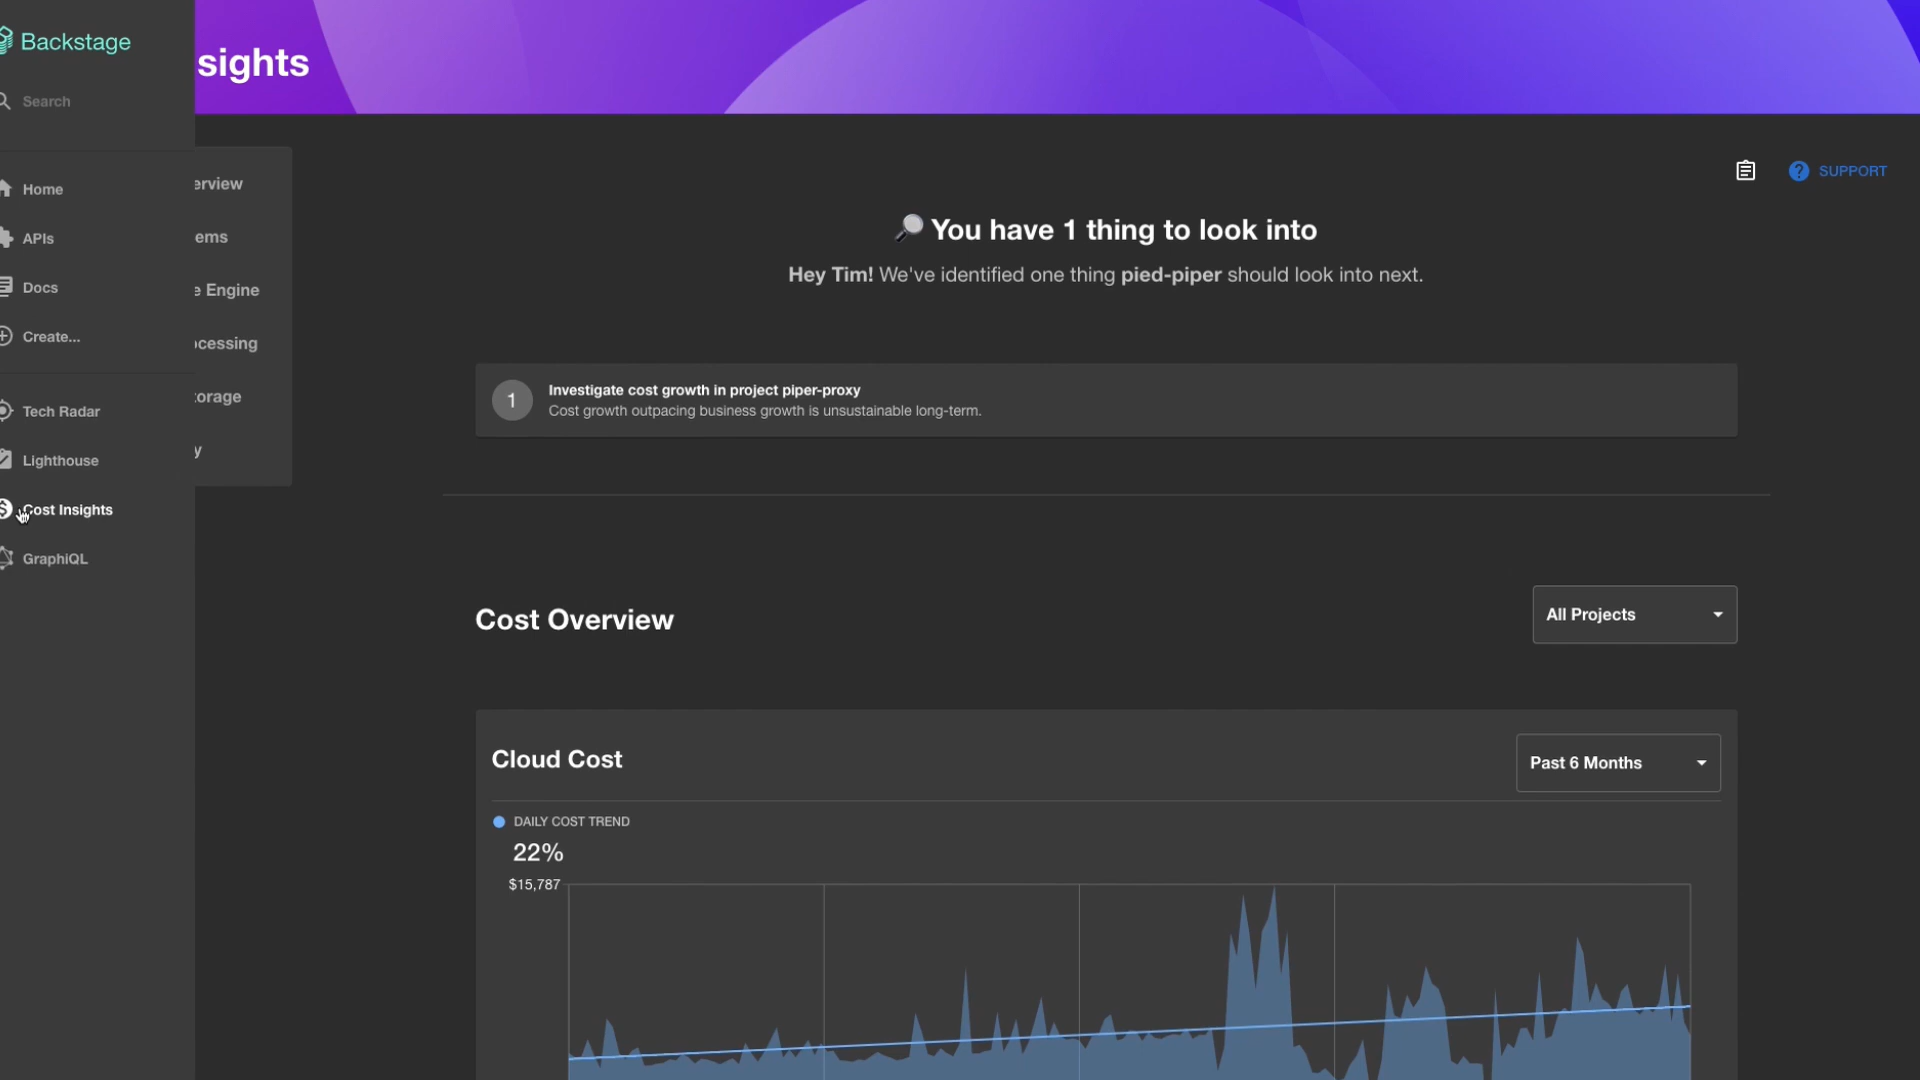 Backstage
Search
Home
APIs
Docs
Create...
Tech Radar
Lighthouse
Cost Insights
GraphiQL
sights
erview
ems
e Engine
cessing
orage
y
SUPPORT
You have 1 thing to look into
Hey Tim! We've identified one thing pied-piper should look into next.
1
Investigate cost growth in project piper-proxy
Cost growth outpacing business growth is unsustainable long-term.
Cost Overview
All Projects
Cloud Cost
Past 6 Months
DAILY COST TREND
22%
$15,787